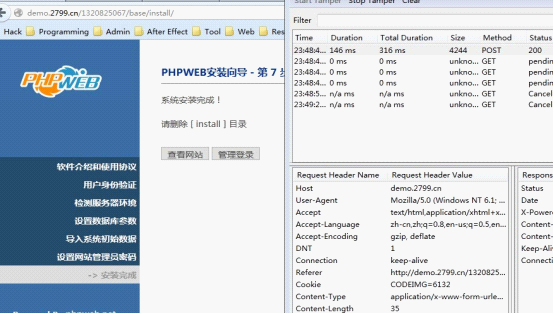 Start Tamper Stop Tamper Clear
demo.2799.cn/1320825067/base/install/
Hack Programming Admin After Effect Tool Web Res
Filter
Time Duration Total Duration Size Method Status
23:48:4... 146 ms 316 ms 4244 POST 200
23:48:4... 0 ms 0 ms unkno... GET pendin
23:48:4... 0 ms 0 ms unkno... GET pendin
23:48:4... 0 ms 0 ms unkno... GET pendin
23:48:5... n/a ms n/a ms unkno... GET Cancel
23:49:2... n/a ms n/a ms unkno... GET Cancel
PHPWEB
PHPWEB安装向导 - 第 7 步
系统安装完成！
请删除 [ install ] 目录
查看网站 管理登录
软件介绍和使用协议
用户身份验证
检测服务器环境
设置数据库参数
导入系统初始数据
设置网站管理员密码
-> 安装完成
Request Header Name Request Header Value
Host demo.2799.cn
User-Agent Mozilla/5.0 (Windows NT 6.1; ...
Accept text/html,application/xhtml+x...
Accept-Language zh-cn,zh;q=0.8,en-us;q=0.5,en...
Accept-Encoding gzip, deflate
DNT 1
Connection keep-alive
Referer http://demo.2799.cn/1320825...
Cookie CODEIMG=6132
Content-Type application/x-www-form-urle...
Content-Length 35
Respons
Status
Date
X-Powe
Content-
Keep-Aliv
Connecti
Content-